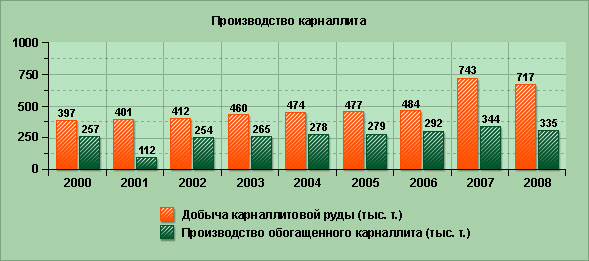 Производство карналлита
1000
750
500
250
0
397 257 401 112 412 254 460 265 474 278 477 279 484 292 743 344 717 335
2000 2001 2002 2003 2004 2005 2006 2007 2008
Добыча карналлитовой руды (тыс. т.)
Производство обогащенного карналлита (тыс. т.)